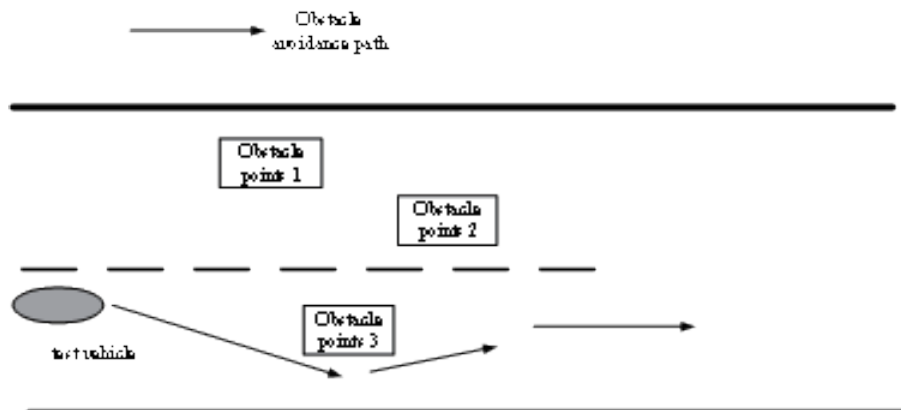 Obstacle
avoidance path
Obstacle
points 1
Obstacle
points 2
Obstacle
points 3
test vehicle